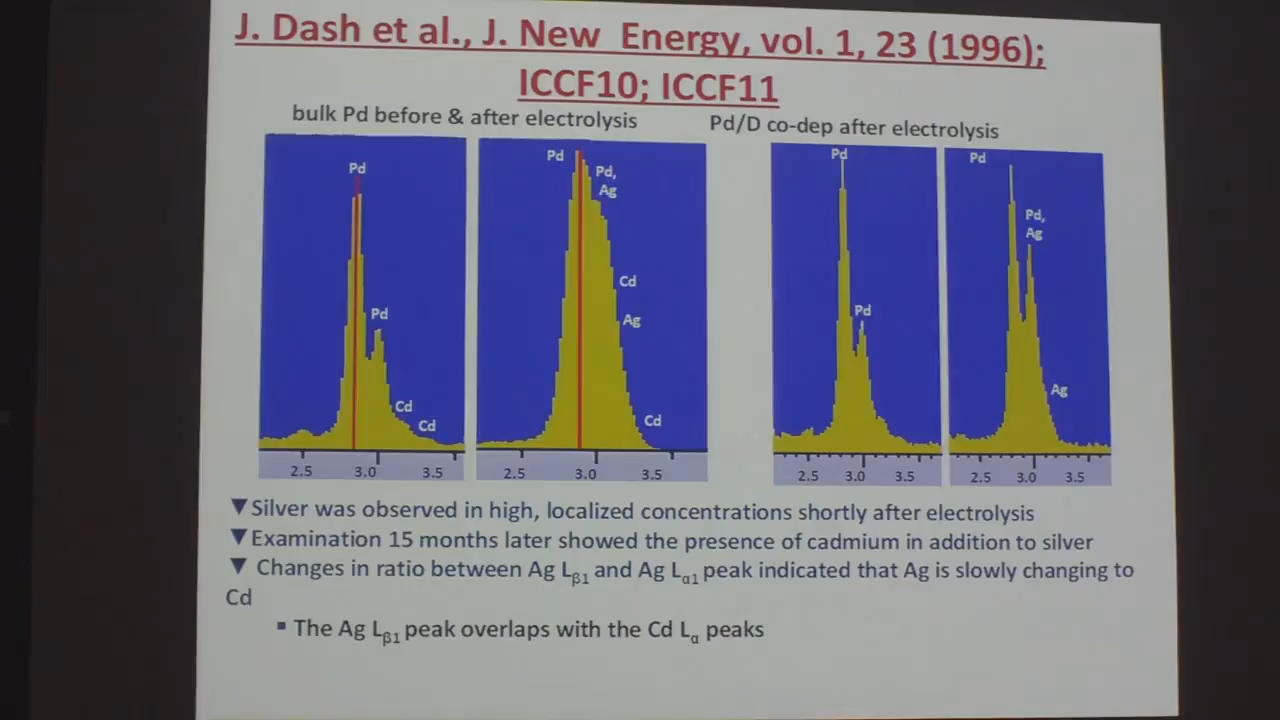 J. Dash et al., J. New Energy, vol. 1, 23 (1996);
ICCF10; ICCF11
bulk Pd before & after electrolysis
Pd/D co-dep after electrolysis
Pd
Pd
Cd
Cd
2.5 3.0 3.5
Pd
Pd,
Ag
Cd
Ag
Cd
2.5 3.0 3.5
Pd
Pd
2.5 3.0 3.5
Pd
Pd,
Ag
Ag
2.5 3.0 3.5
▼Silver was observed in high, localized concentrations shortly after electrolysis
▼Examination 15 months later showed the presence of cadmium in addition to silver
▼ Changes in ratio between Ag Lβ1 and Ag Lα1 peak indicated that Ag is slowly changing to
Cd
▪ The Ag Lβ1 peak overlaps with the Cd Lα peaks